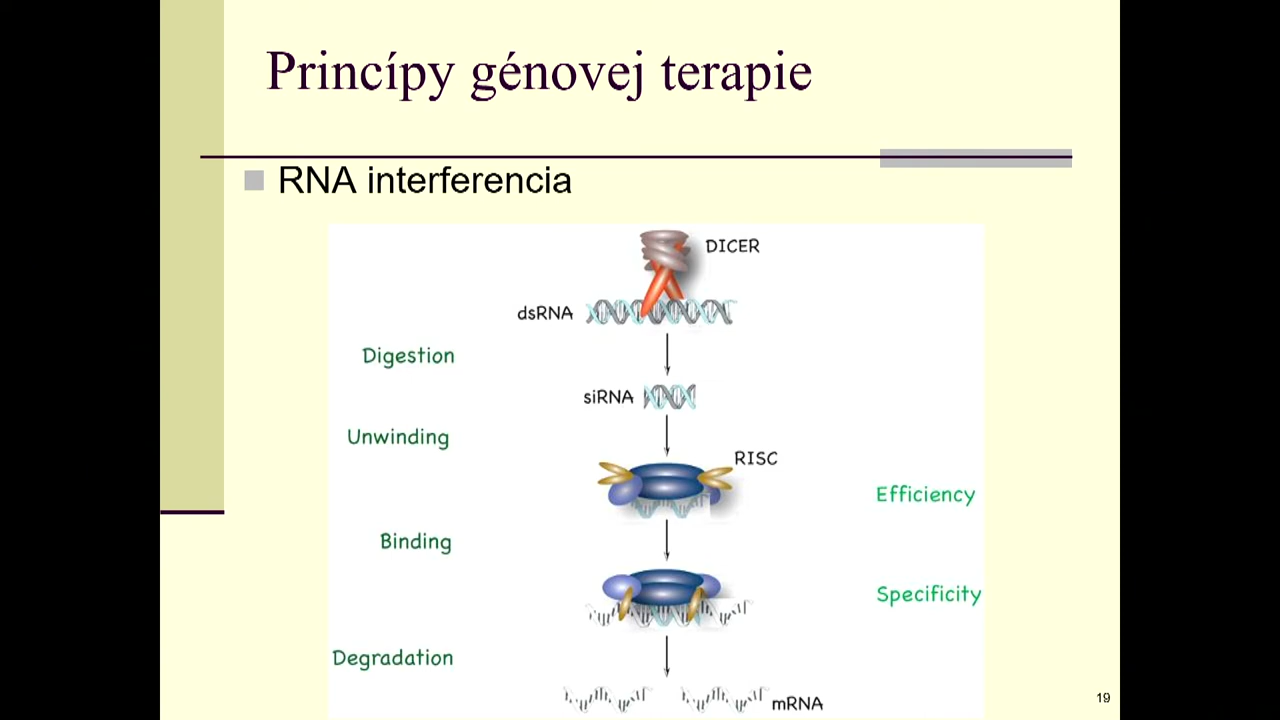 Princípy génovej terapie
RNA interferencia
DICER
dsRNA
Digestion
siRNA
Unwinding
RISC
Efficiency
Binding
Specificity
Degradation
mRNA
19